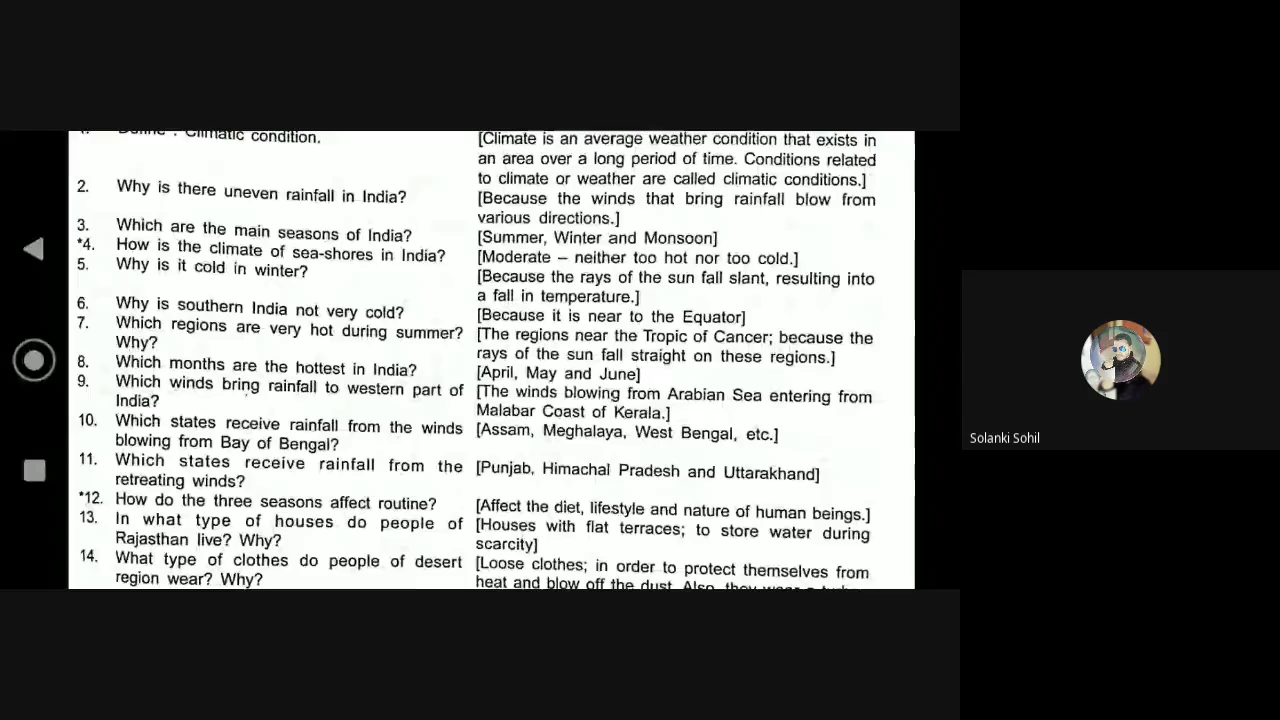 1. Define : Climatic condition.
[Climate is an average weather condition that exists in
an area over a long period of time. Conditions related
to climate or weather are called climatic conditions.]
2. Why is there uneven rainfall in India?
[Because the winds that bring rainfall blow from
various directions.]
3. Which are the main seasons of India?
[Summer, Winter and Monsoon]
*4. How is the climate of sea-shores in India?
[Moderate – neither too hot nor too cold.]
5. Why is it cold in winter?
[Because the rays of the sun fall slant, resulting into
a fall in temperature.]
6. Why is southern India not very cold?
[Because it is near to the Equator]
7. Which regions are very hot during summer?
Why?
[The regions near the Tropic of Cancer; because the
rays of the sun fall straight on these regions.]
8. Which months are the hottest in India?
[April, May and June]
9. Which winds bring rainfall to western part of
India?
[The winds blowing from Arabian Sea entering from
Malabar Coast of Kerala.]
10. Which states receive rainfall from the winds
blowing from Bay of Bengal?
[Assam, Meghalaya, West Bengal, etc.]
11. Which states receive rainfall from the
retreating winds?
[Punjab, Himachal Pradesh and Uttarakhand]
*12. How do the three seasons affect routine?
[Affect the diet, lifestyle and nature of human beings.]
13. In what type of houses do people of
Rajasthan live? Why?
[Houses with flat terraces; to store water during
scarcity]
14. What type of clothes do people of desert
region wear? Why?
[Loose clothes; in order to protect themselves from
heat and blow off the dust. Also, they wear a
Solanki Sohil